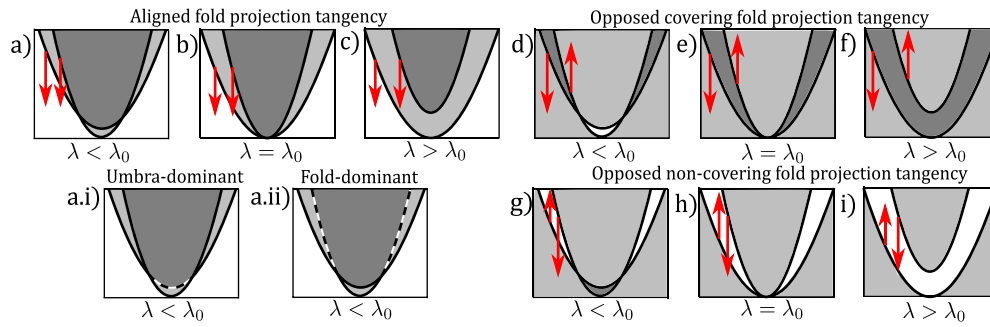 Aligned fold projection tangency
Opposed covering fold projection tangency
a) b) c) d) e) f)
λ < λ₀ λ = λ₀ λ > λ₀ λ < λ₀ λ = λ₀ λ > λ₀
Umbra-dominant Fold-dominant
Opposed non-covering fold projection tangency
a.i) a.ii) g) h) i)
λ < λ₀ λ < λ₀ λ < λ₀ λ = λ₀ λ > λ₀